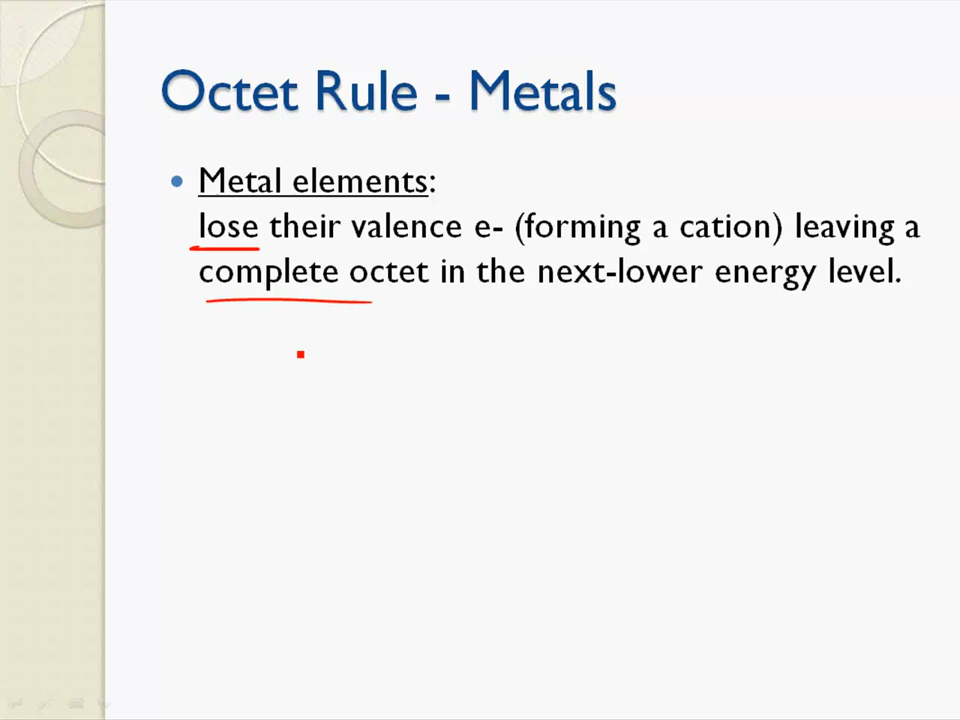 Octet Rule - Metals
• Metal elements:
lose their valence e- (forming a cation) leaving a
complete octet in the next-lower energy level.